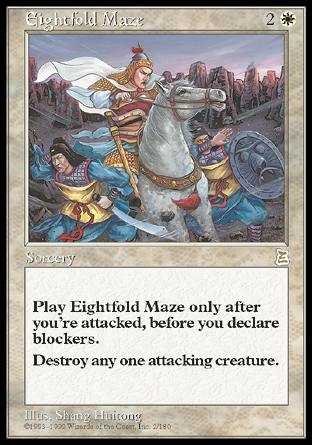 Eightfold Maze 2
Sorcery
Play Eightfold Maze only after
you're attacked, before you declare
blockers.
Destroy any one attacking creature.
Illus. Shang Huitong
©1993–1999 Wizards of the Coast, Inc. 2/180